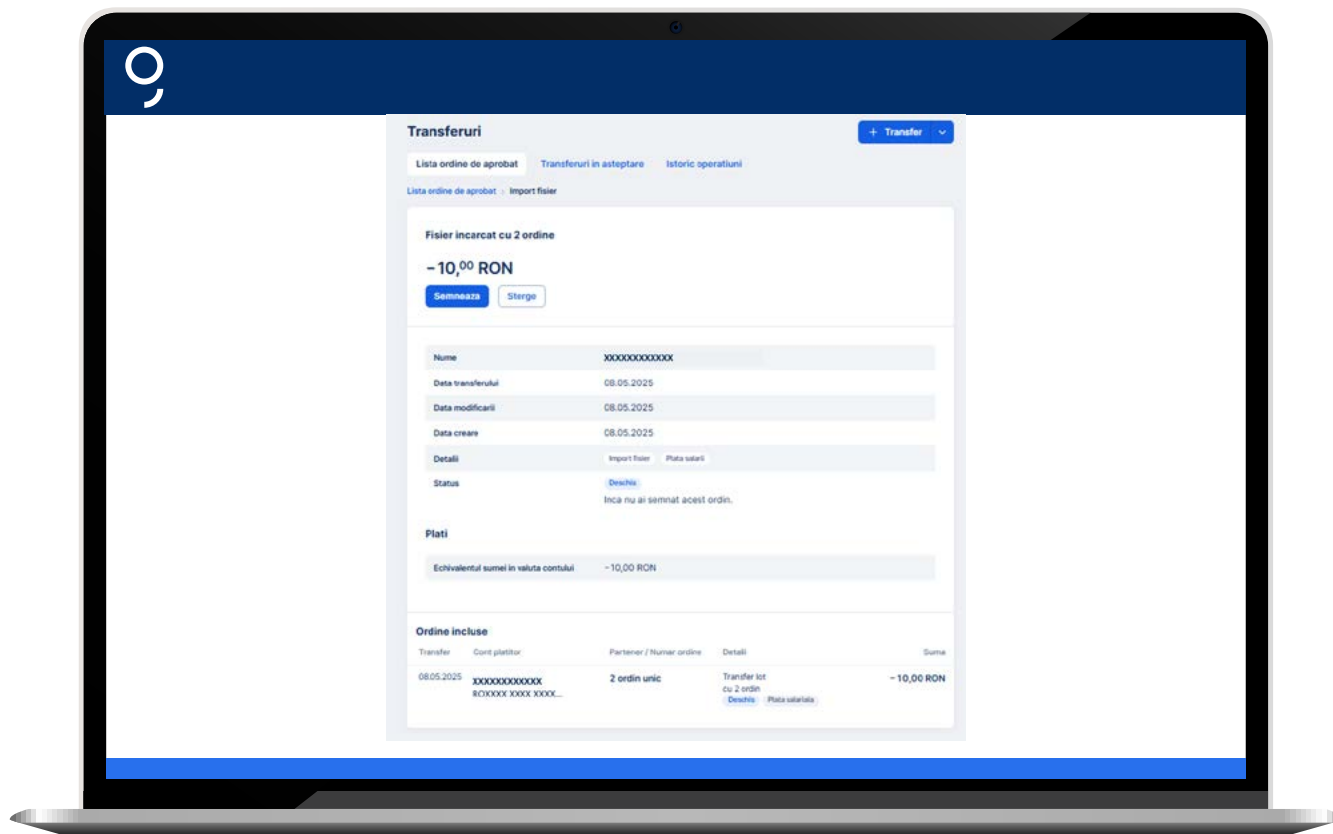 Transferuri
+ Transfer
Lista ordine de aprobat Transferuri in asteptare Istoric operatiuni
Lista ordine de aprobat > Import fisier
Fisier incarcat cu 2 ordine
-10,00 RON
Semneaza Sterge
Nume XXXXXXXXXXXX
Data transferului 08.05.2025
Data modificarii 08.05.2025
Data creare 08.05.2025
Detalii Import fisier Plata salarii
Status Deschis
Inca nu ai semnat acest ordin.
Plati
Echivalentul sumei in valuta contului -10,00 RON
Ordine incluse
Transfer Cont platitor Partener / Numar ordine Detalii Suma
08.05.2025 XXXXXXXXXXXX 2 ordin unic Transfer lot -10,00 RON
ROXXXX XXXX XXXX... cu 2 ordin
Deschis Plata salariala